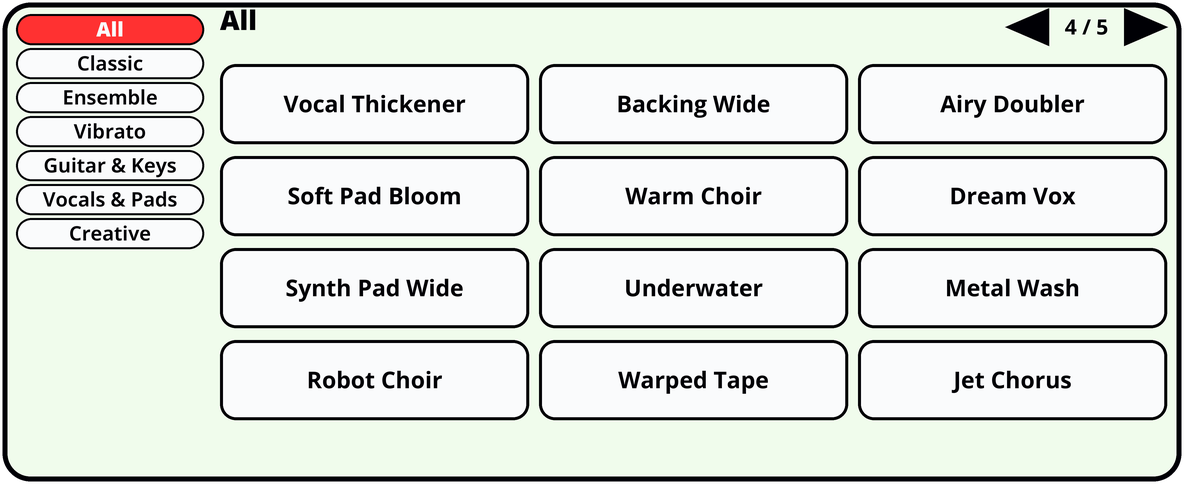 All
Classic
Ensemble
Vibrato
Guitar & Keys
Vocals & Pads
Creative
All
4 / 5
Vocal Thickener
Backing Wide
Airy Doubler
Soft Pad Bloom
Warm Choir
Dream Vox
Synth Pad Wide
Underwater
Metal Wash
Robot Choir
Warped Tape
Jet Chorus